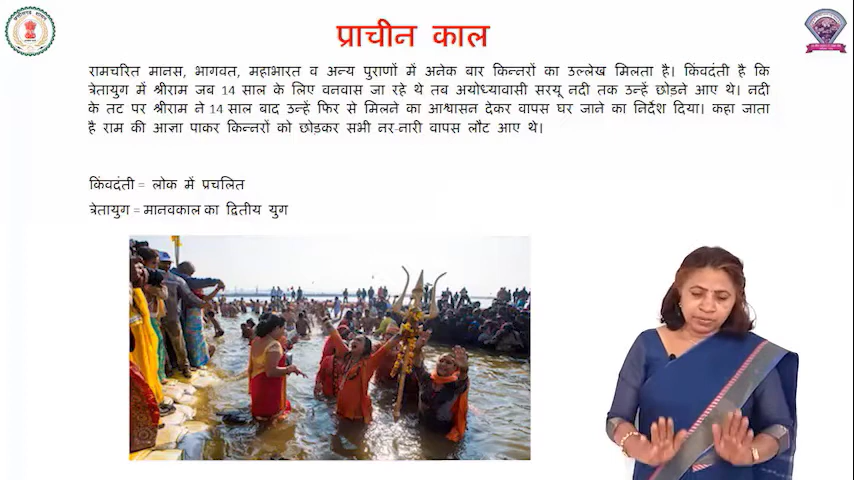 प्राचीन काल
रामचरित मानस, भागवत, महाभारत व अन्य पुराणों में अनेक बार किन्नरों का उल्लेख मिलता है। किंवदंती है कि
त्रेतायुग में श्रीराम जब 14 साल के लिए वनवास जा रहे थे तब अयोध्यावासी सरयू नदी तक उन्हें छोड़ने आए थे। नदी
के तट पर श्रीराम ने 14 साल बाद उन्हें फिर से मिलने का आश्वासन देकर वापस घर जाने का निर्देश दिया। कहा जाता
है राम की आज्ञा पाकर किन्नरों को छोड़कर सभी नर-नारी वापस लौट आए थे।
किंवदंती = लोक में प्रचलित
त्रेतायुग = मानवकाल का द्वितीय युग